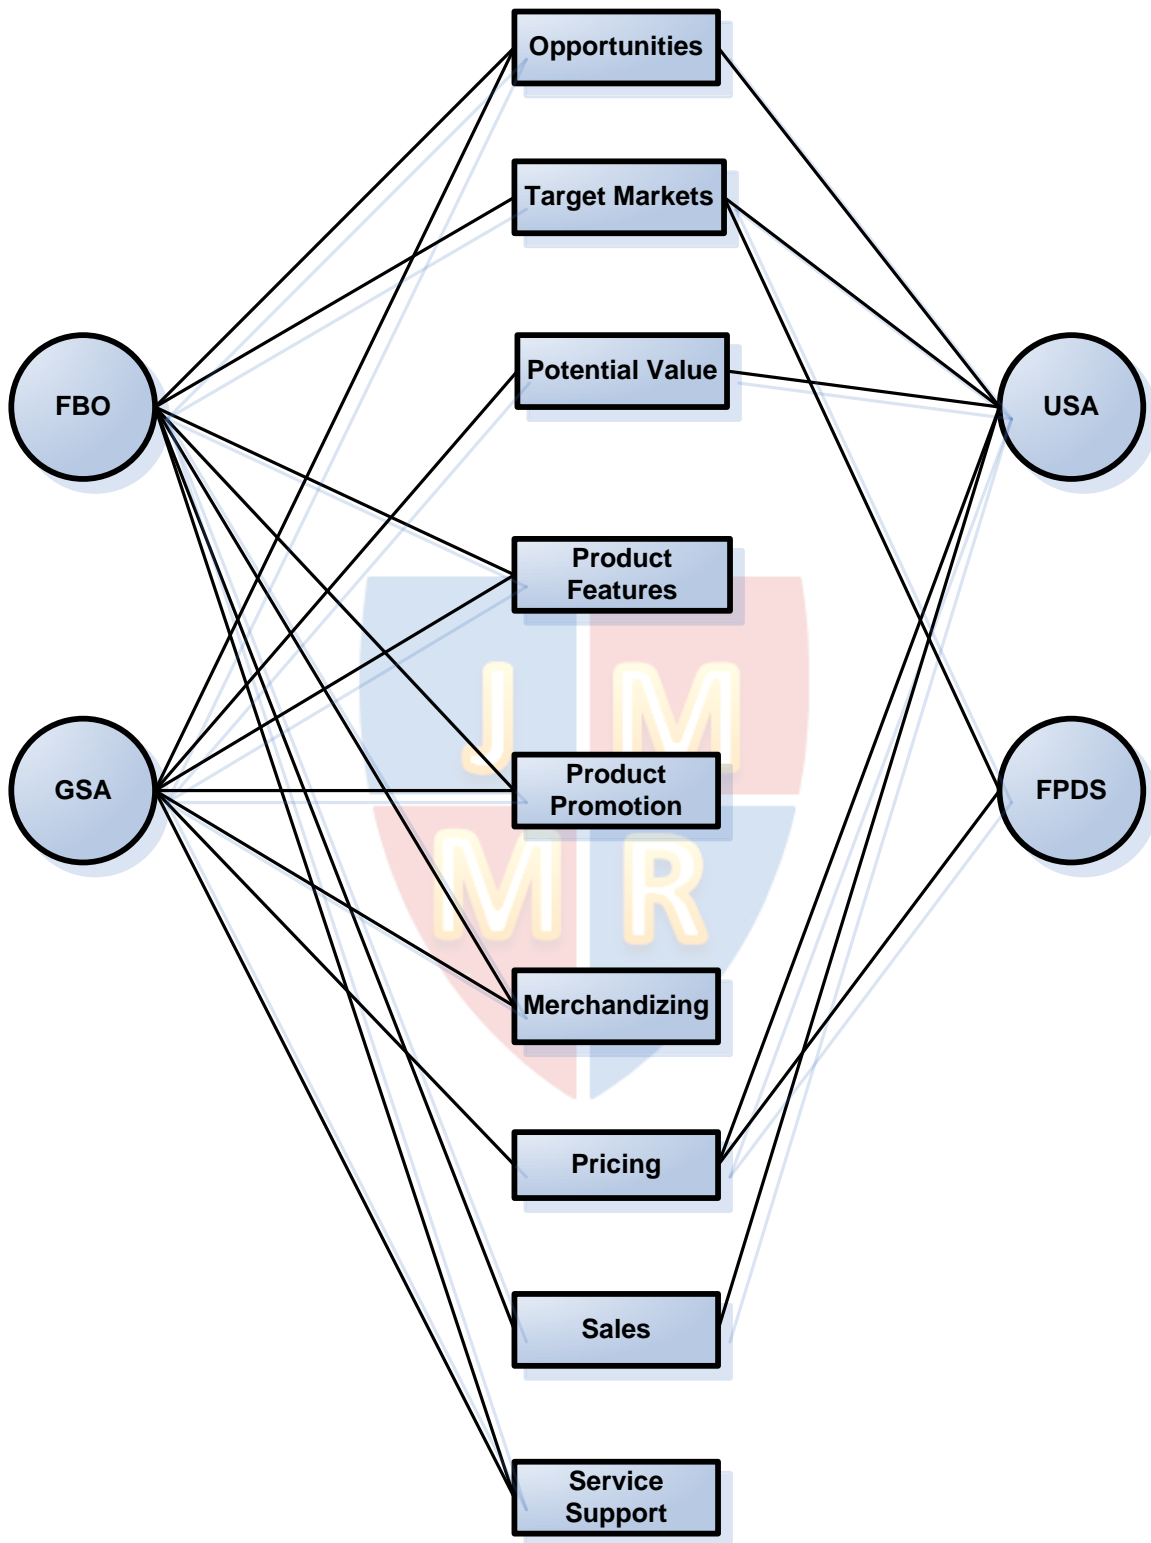 Opportunities
Target Markets
Potential Value
FBO
USA
Product
Features
J M
GSA
Product
Promotion
FPDS
M R
Merchandizing
Pricing
Sales
Service
Support